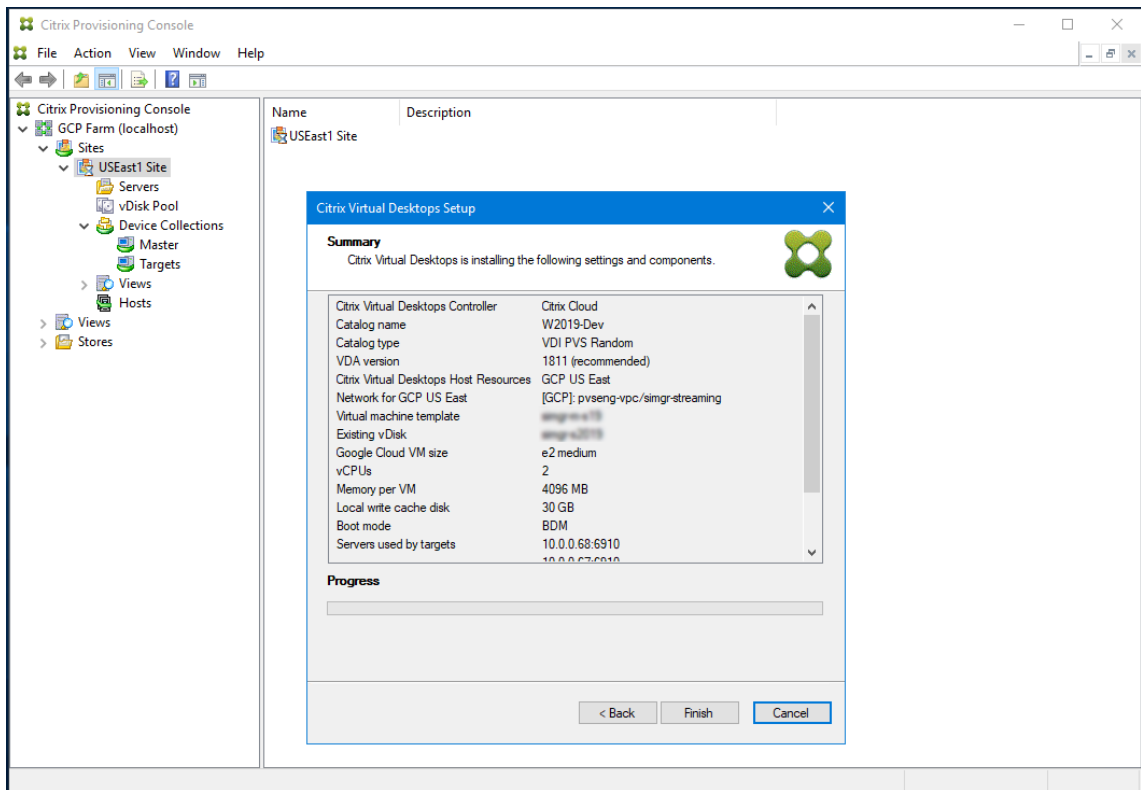 Citrix Provisioning Console
File Action View Window Help
Citrix Provisioning Console
GCP Farm (localhost)
Sites
USEast1 Site
Servers
vDisk Pool
Device Collections
Master
Targets
Views
Hosts
Views
Stores
Name Description
USEast1 Site
Citrix Virtual Desktops Setup
Summary
Citrix Virtual Desktops is installing the following settings and components.
Citrix Virtual Desktops Controller Citrix Cloud
Catalog name W2019-Dev
Catalog type VDI PVS Random
VDA version 1811 (recommended)
Citrix Virtual Desktops Host Resources GCP US East
Network for GCP US East [GCP]: pvseng-vpc/simgr-streaming
Virtual machine template
Existing vDisk
Google Cloud VM size e2 medium
vCPUs 2
Memory per VM 4096 MB
Local write cache disk 30 GB
Boot mode BDM
Servers used by targets 10.0.0.68:6910
10.0.0.67:6910
Progress
< Back Finish Cancel